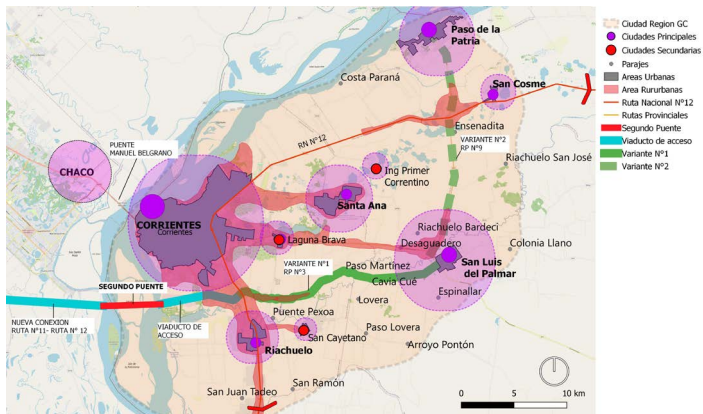 Paso de la
Patria
San Cosme
Costa Paraná
RN N°12
Ensenadita
VARIANTE N°2
RP N°9
Riachuelo San José
PUENTE
MANUEL BELGRANO
CHACO
Ing Primer
Correntino
Santa Ana
CORRIENTES
Corrientes
Laguna Brava
Riachuelo Bardeci
Desaguadero
Colonia Llano
San Luis
del Palmar
VARIANTE N°1
RP N°3
Paso Martínez
Cavia Cué
SEGUNDO PUENTE
Espinillar
Lovera
NUEVA CONEXION
RUTA N°11- RUTA N° 12
VIADUCTO DE
ACCESO
Puente Pexoa
San Cayetano
Paso Lovera
Riachuelo
Arroyo Pontón
San Ramón
San Juan Tadeo
0
5
10 km
Ciudad Region GC
Ciudades Principales
Ciudades Secundarias
Parajes
Areas Urbanas
Area Rururbanas
Ruta Nacional N°12
Rutas Provinciales
Segundo Puente
Viaducto de acceso
Variante N°1
Variante N°2